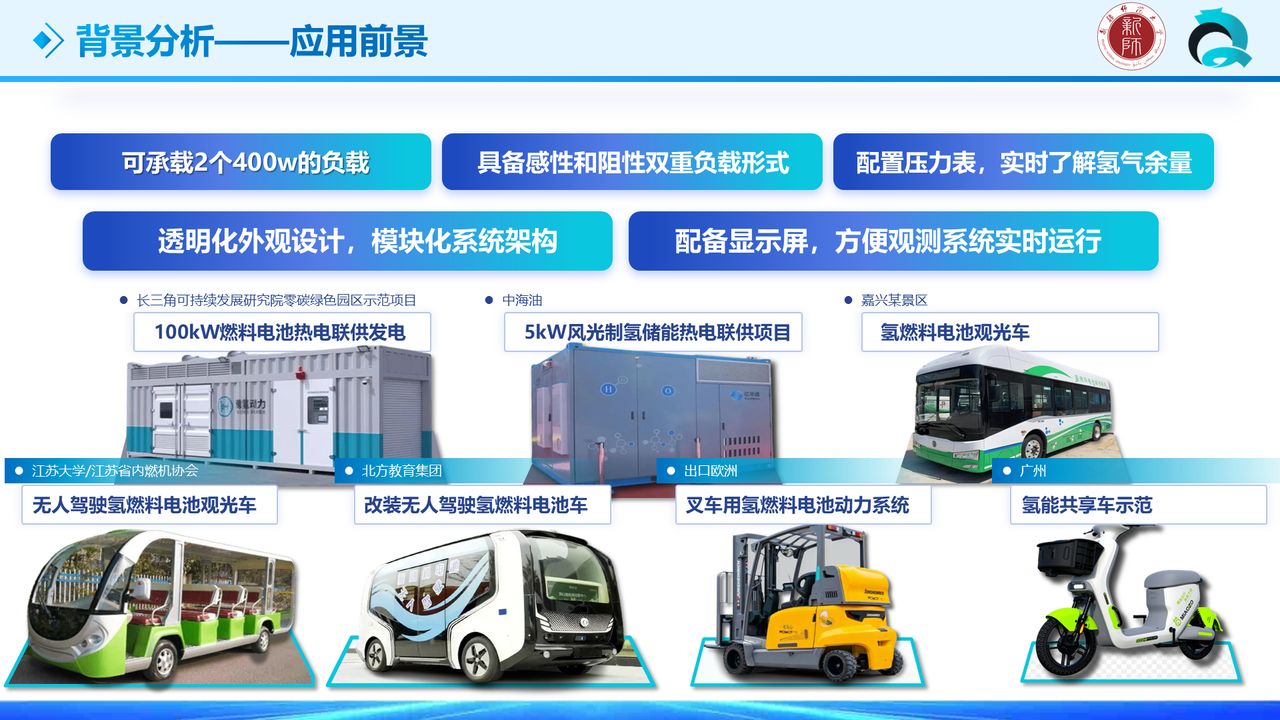 背景分析——应用前景
新师
可承载2个400w的负载
具备感性和阻性双重负载形式
配置压力表，实时了解氢气余量
透明化外观设计，模块化系统架构
配备显示屏，方便观测系统实时运行
长三角可持续发展研究院零碳绿色园区示范项目
100kW燃料电池热电联供发电
中海油
5kW风光制氢储能热电联供项目
嘉兴某景区
氢燃料电池观光车
H
O
江苏大学/江苏省内燃机协会
无人驾驶氢燃料电池观光车
北方教育集团
改装无人驾驶氢燃料电池车
出口欧洲
叉车用氢燃料电池动力系统
广州
氢能共享车示范